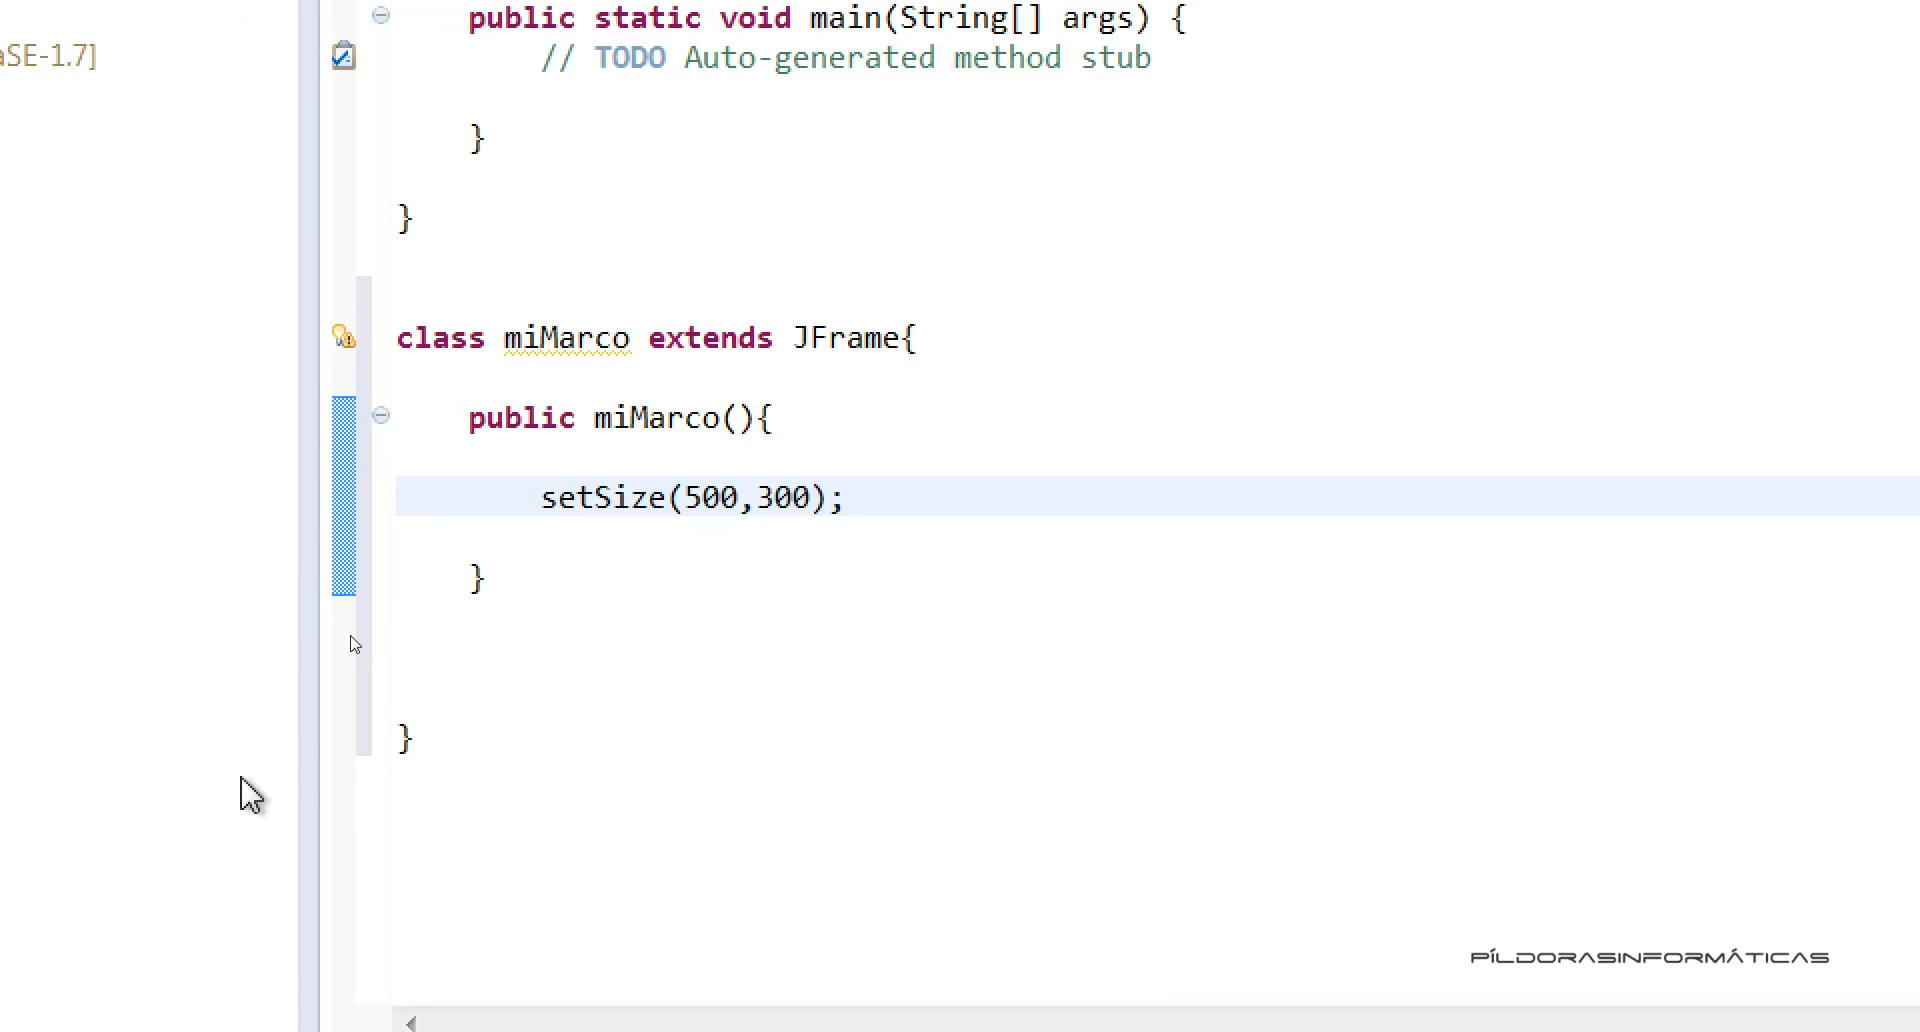 public static void main(String[] args) {
aSE-1.7]
// TODO Auto-generated method stub
}
}
class miMarco extends JFrame{
public miMarco(){
setSize(500,300);
}
}
PÍLDORASINFORMÁTICAS